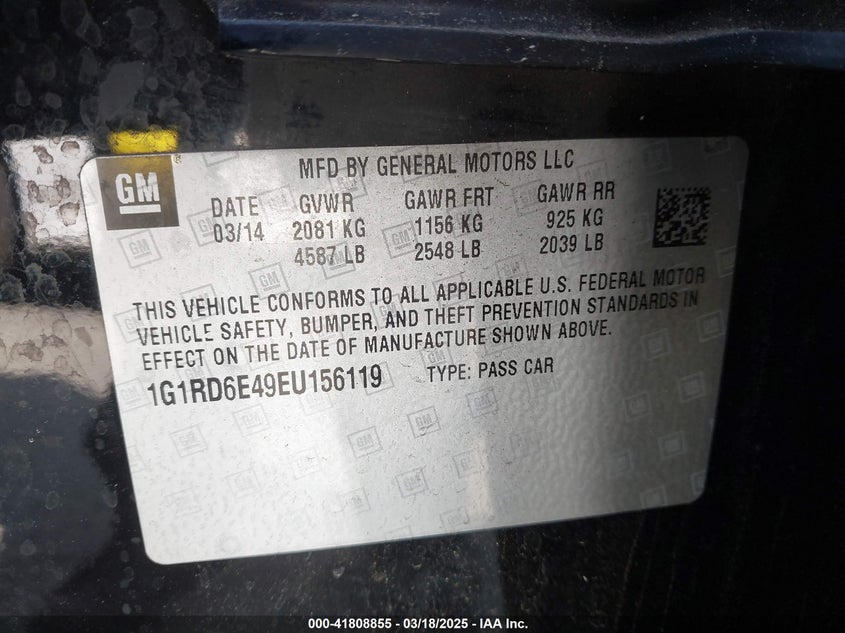 GM
MFD BY GENERAL MOTORS LLC
DATE GVWR GAWR FRT GAWR RR
03/14 2081 KG 1156 KG 925 KG
4587 LB 2548 LB 2039 LB
THIS VEHICLE CONFORMS TO ALL APPLICABLE U.S. FEDERAL MOTOR
VEHICLE SAFETY, BUMPER, AND THEFT PREVENTION STANDARDS IN
EFFECT ON THE DATE OF MANUFACTURE SHOWN ABOVE.
1G1RD6E49EU156119 TYPE: PASS CAR
000-41808855 — 03/18/2025 — IAA Inc.